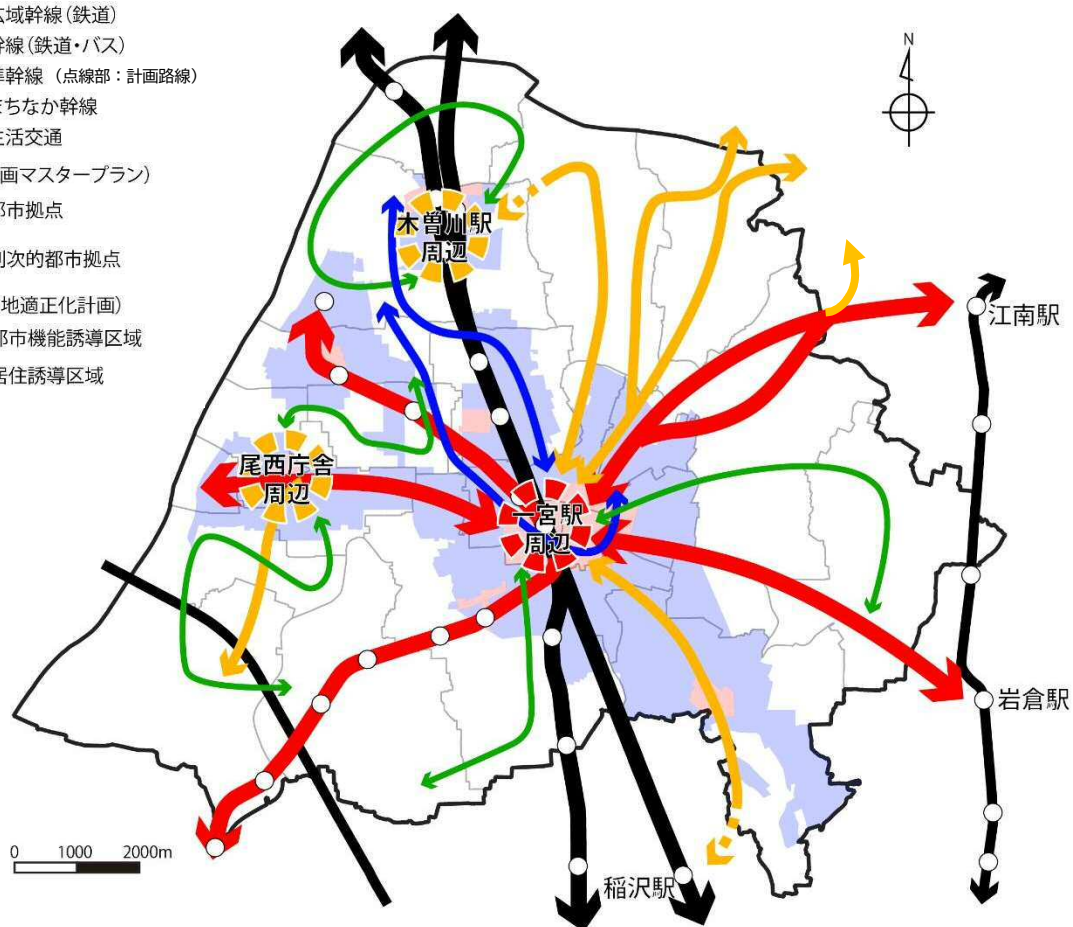 広域幹線(鉄道)
幹線(鉄道・バス)
準幹線 (点線部：計画路線)
まちなか幹線
生活交通
画マスタープラン)
都市拠点
副次的都市拠点
地適正化計画)
都市機能誘導区域
居住誘導区域
N
木曽川駅
周辺
江南駅
尾西庁舎
周辺
一宮駅
周辺
岩倉駅
稲沢駅
0 1000 2000m